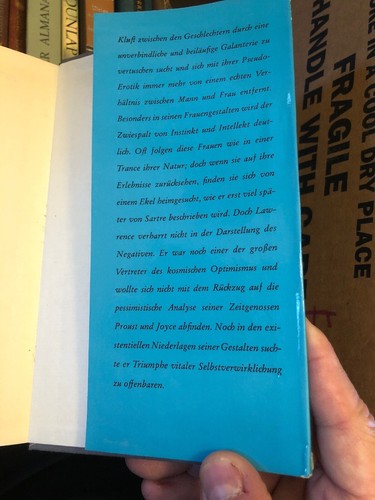 R ALMANA
OUNLA
Kluft zwischen den Geschlechtern durch eine
unverbindliche und beiläufige Galanterie zu
vertuschen sucht und sich mit ihrer Pseudo-
Erotik immer mehr von einem echten Ver-
hältnis zwischen Mann und Frau entfernt.
Besonders in seinen Frauengestalten wird der
Zwiespalt von Instinkt und Intellekt deut-
lich. Oft folgen diese Frauen wie in einer
Trance ihrer Natur; doch wenn sie auf ihre
Erlebnisse zurücksehen, finden sie sich von
einem Ekel heimgesucht, wie er erst viel spä-
ter von Sartre beschrieben wird. Doch Law-
rence verharrt nicht in der Darstellung des
Negativen. Er war noch einer der großen
Vertreter des kosmischen Optimismus und
wollte sich nicht mit dem Rückzug auf die
pessimistische Analyse seiner Zeitgenossen
Proust und Joyce abfinden. Noch in den exi-
stentiellen Niederlagen seiner Gestalten such-
te er Triumphe vitaler Selbstverwirklichung
zu offenbaren.
FRAGILE
HANDLE WITH CA
IN A COOL DRY PLACE